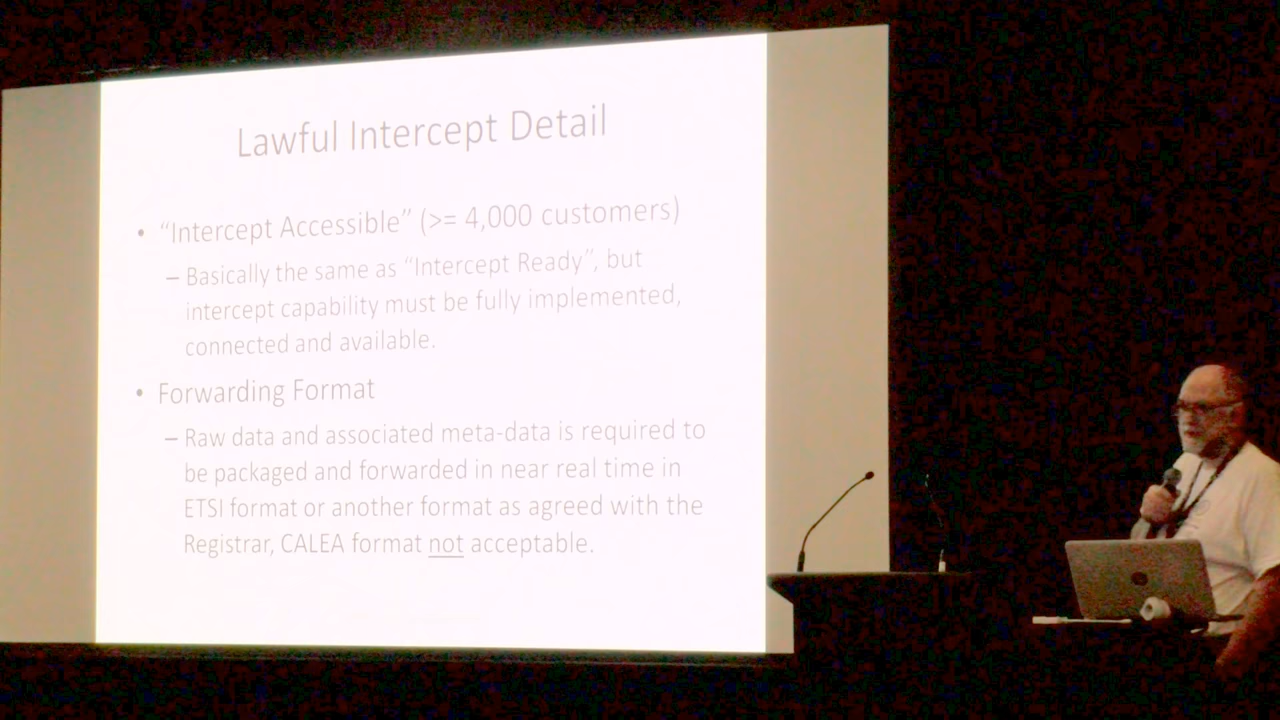 Lawful Intercept Detail
• “Intercept Accessible” (>= 4,000 customers)
– Basically the same as “Intercept Ready”, but
intercept capability must be fully implemented,
connected and available.
• Forwarding Format
– Raw data and associated meta-data is required to
be packaged and forwarded in near real time in
ETSI format or another format as agreed with the
Registrar, CALEA format not acceptable.